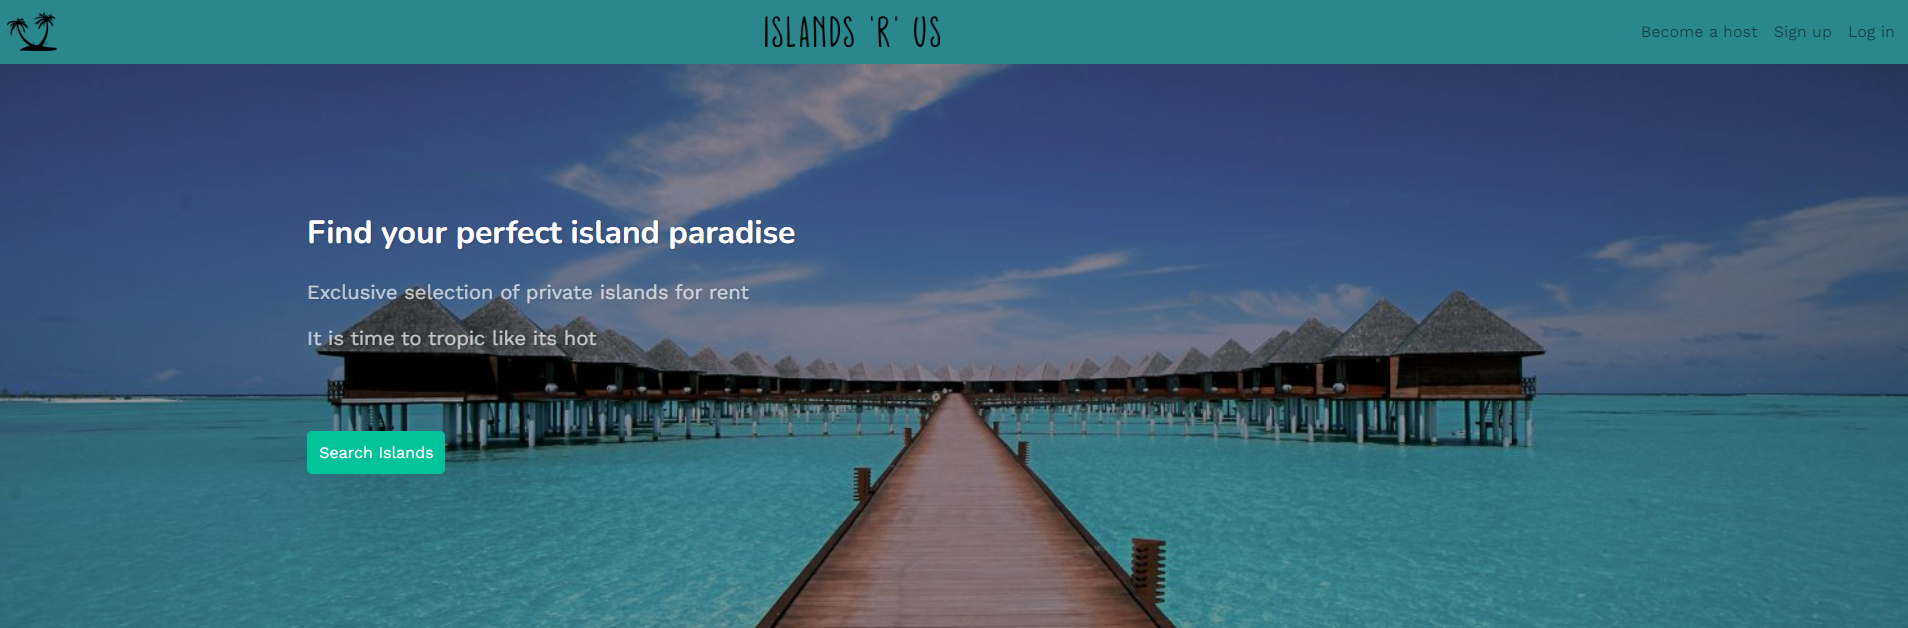 ISLANDS 'R' US
Become a host
Sign up
Log in
Find your perfect island paradise
Exclusive selection of private islands for rent
It is time to tropic like its hot
Search Islands